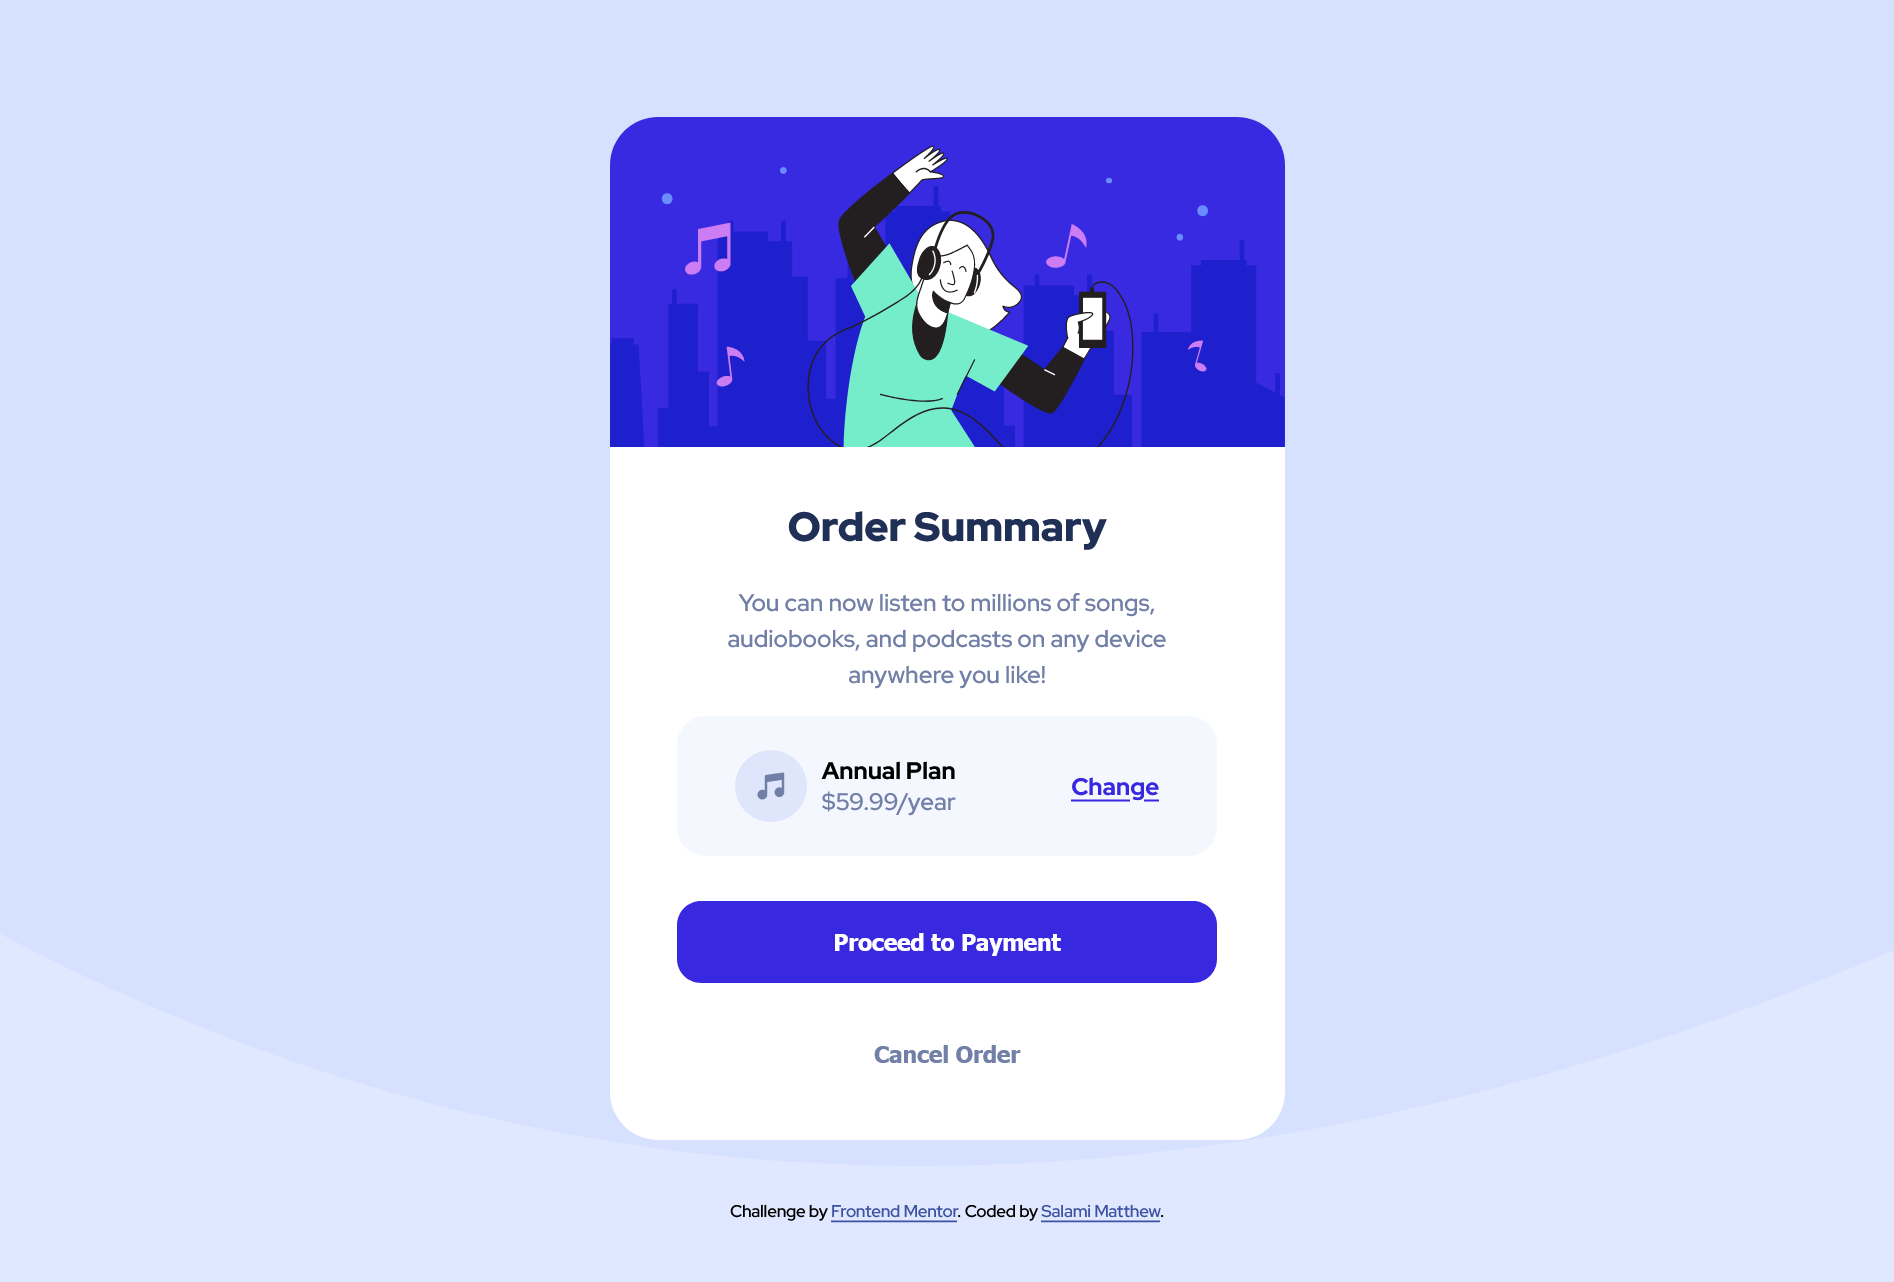 Order Summary
You can now listen to millions of songs,
audiobooks, and podcasts on any device
anywhere you like!
Annual Plan
$59.99/year
Change
Proceed to Payment
Cancel Order
Challenge by Frontend Mentor. Coded by Salami Matthew.